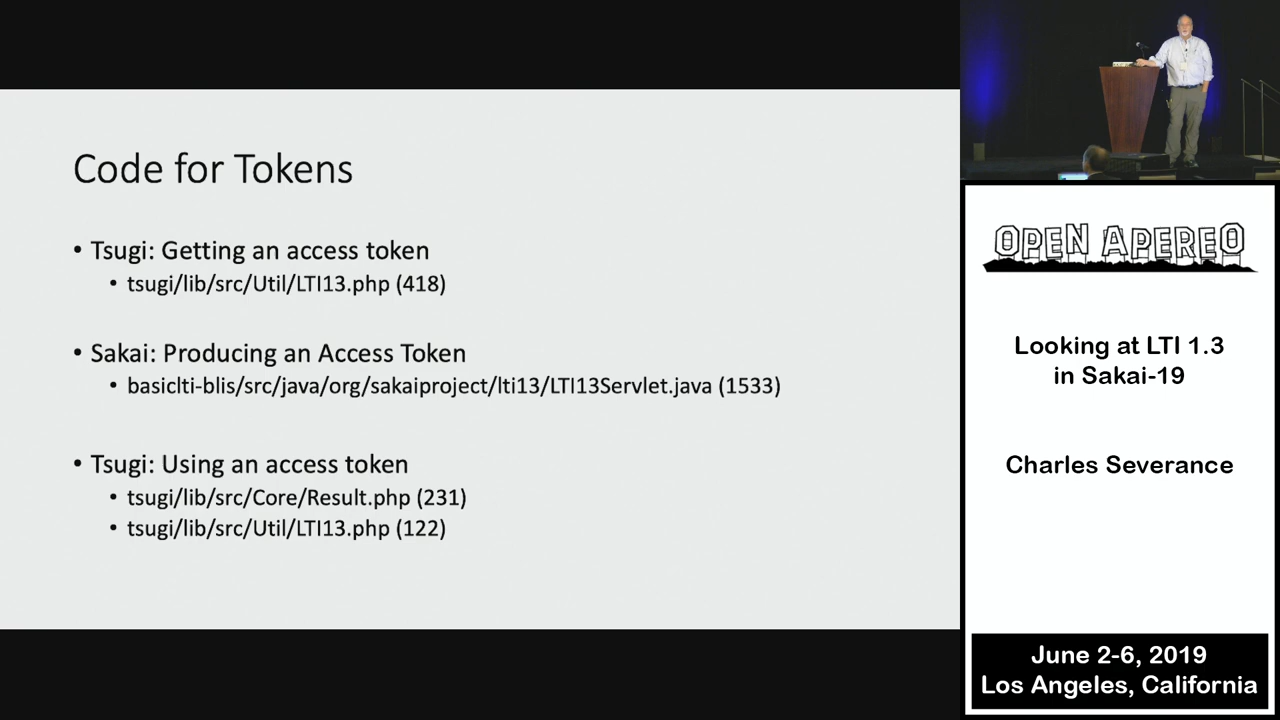 Code for Tokens
• Tsugi: Getting an access token
• tsugi/lib/src/Util/LTI13.php (418)
• Sakai: Producing an Access Token
• basiclti-blis/src/java/org/sakaiproject/lti13/LTI13Servlet.java (1533)
• Tsugi: Using an access token
• tsugi/lib/src/Core/Result.php (231)
• tsugi/lib/src/Util/LTI13.php (122)
OPEN APEREO
Looking at LTI 1.3
in Sakai-19
Charles Severance
June 2-6, 2019
Los Angeles, California